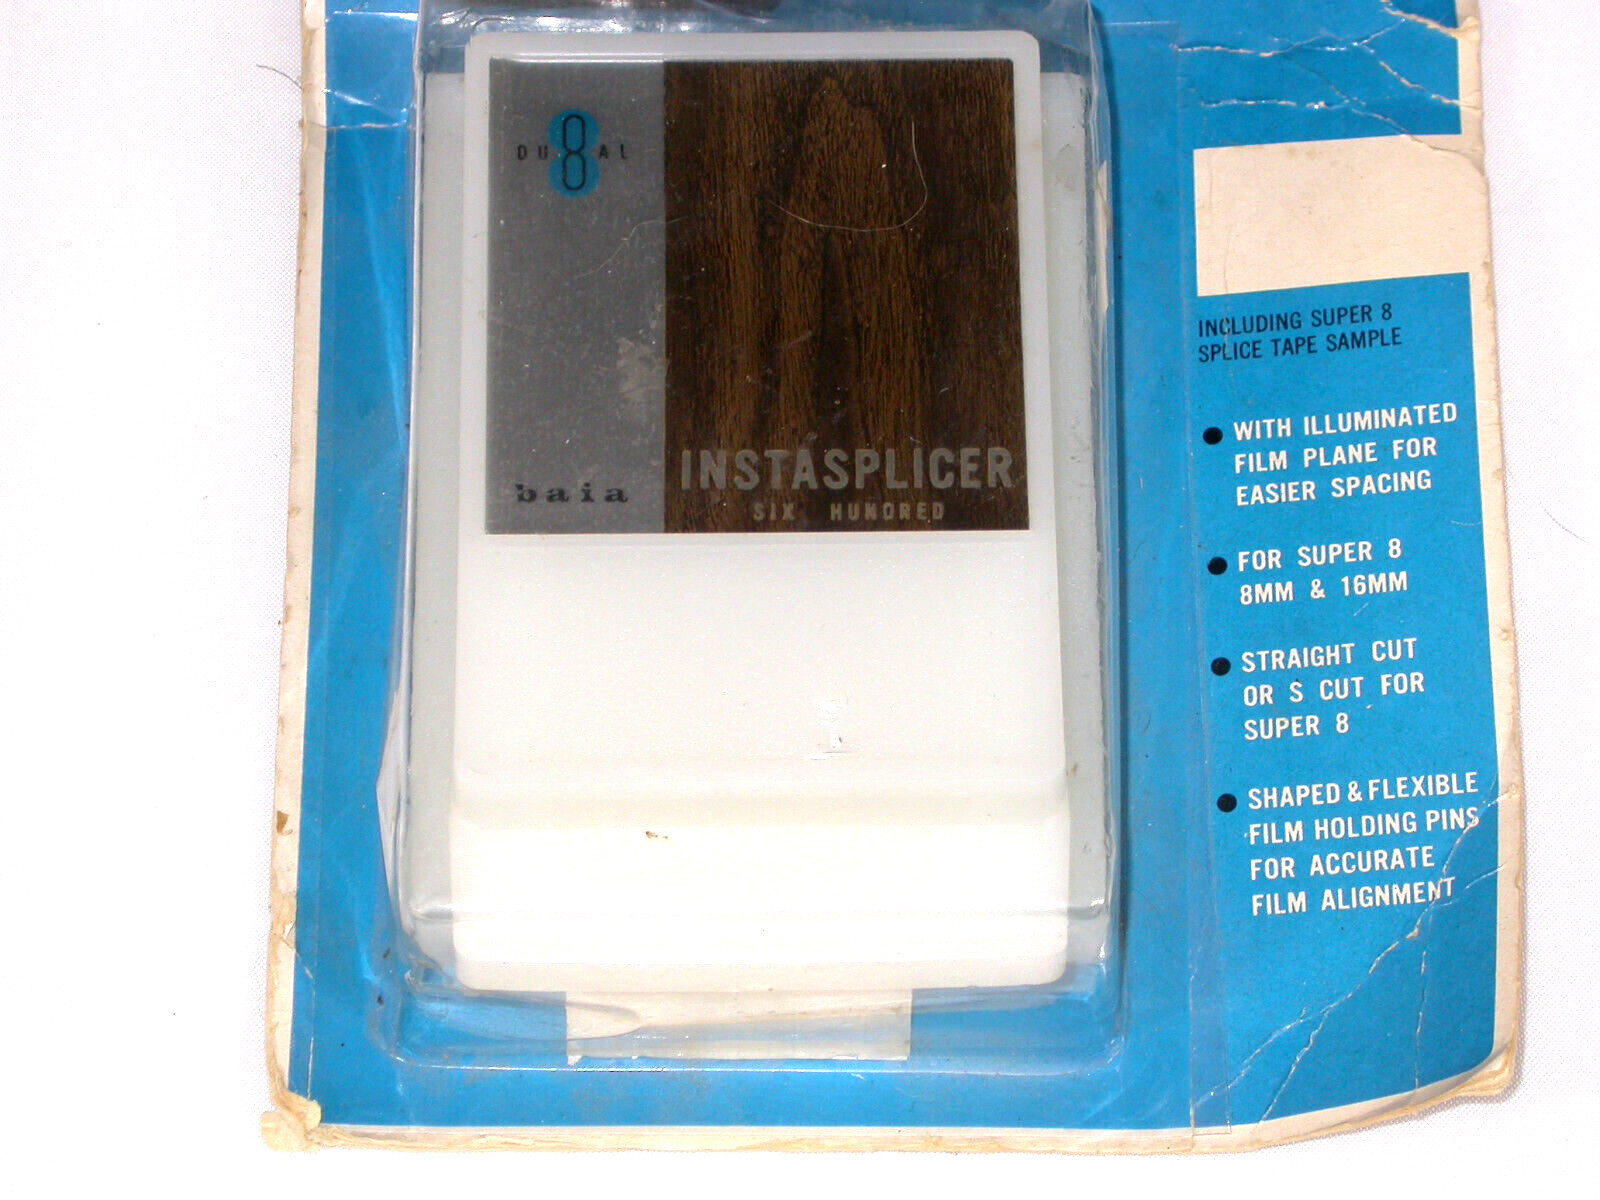 DU 8 AL
baia
INSTASPLICER
SIX HUNDRED
INCLUDING SUPER 8
SPLICE TAPE SAMPLE
● WITH ILLUMINATED
FILM PLANE FOR
EASIER SPACING
● FOR SUPER 8
8MM & 16MM
● STRAIGHT CUT
OR S CUT FOR
SUPER 8
● SHAPED & FLEXIBLE
FILM HOLDING PINS
FOR ACCURATE
FILM ALIGNMENT